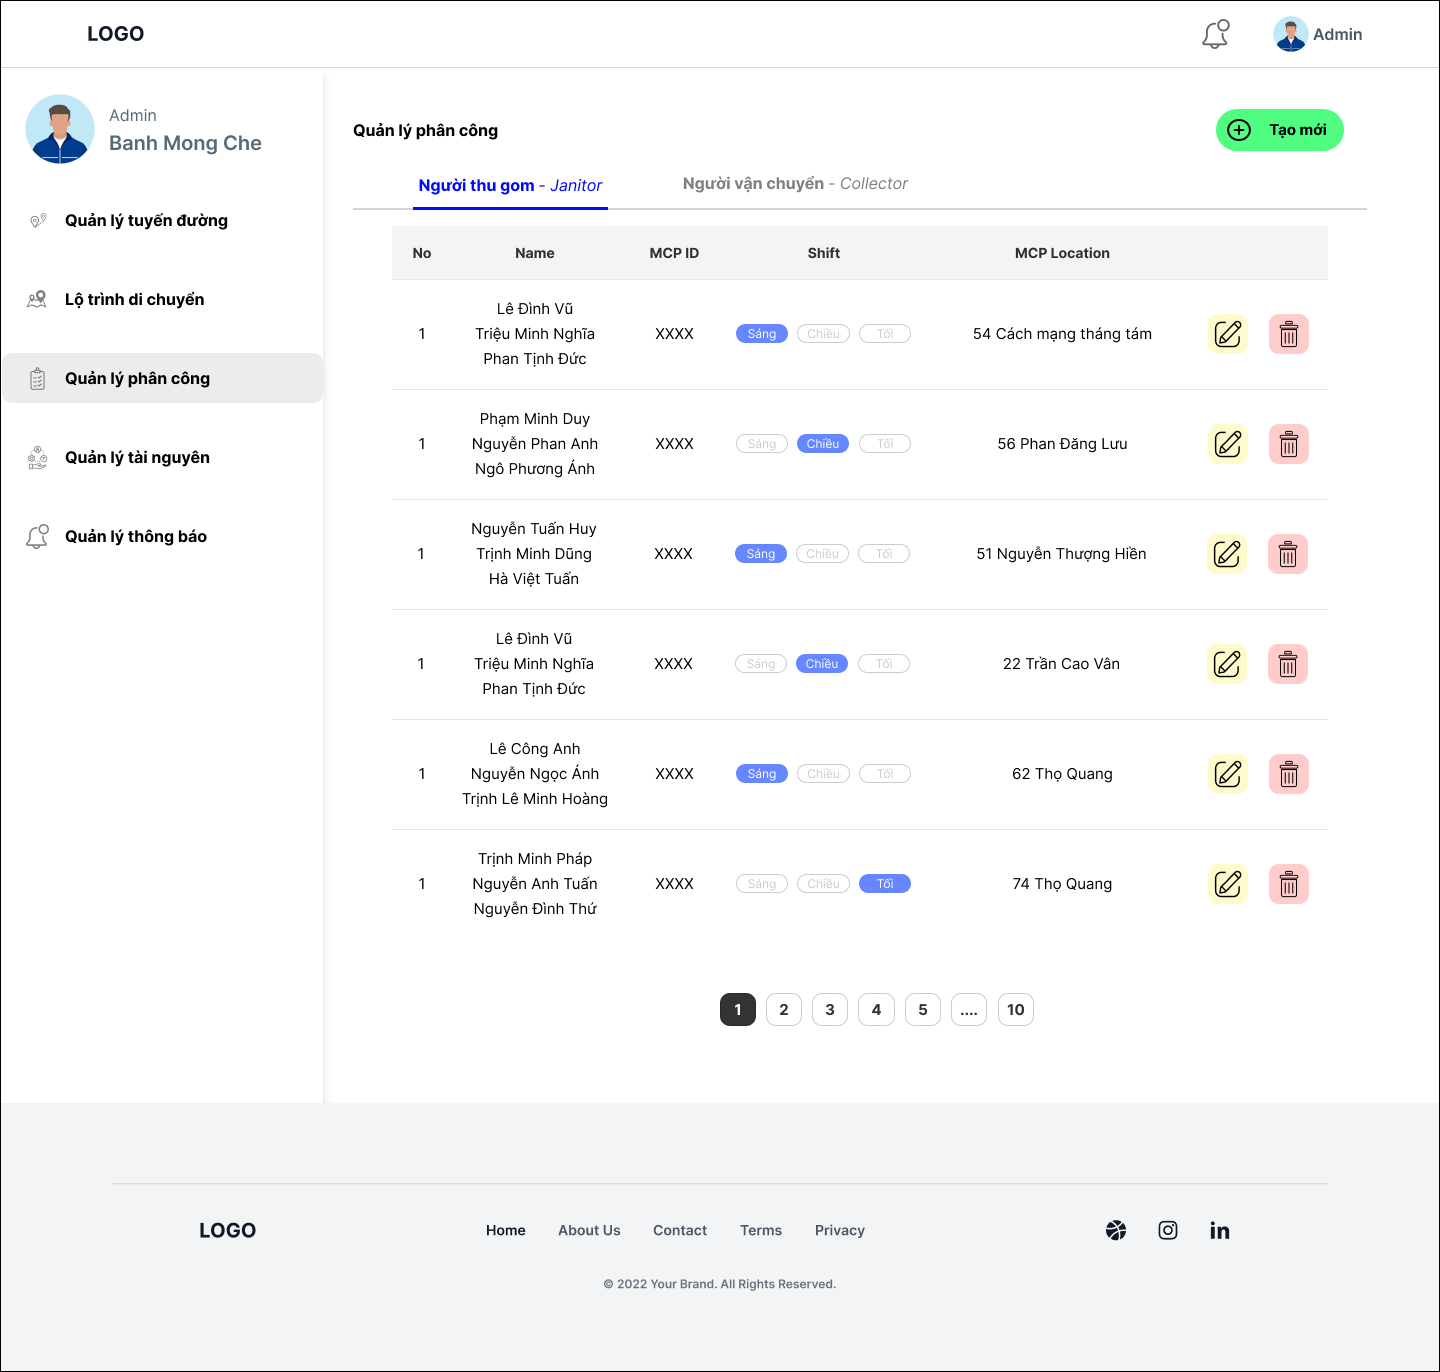 LOGO
Admin
Admin
Banh Mong Che
Quản lý tuyến đường
Lộ trình di chuyển
Quản lý phân công
Quản lý tài nguyên
Quản lý thông báo
Quản lý phân công
Tạo mới
Người thu gom - Janitor
Người vận chuyển - Collector
No Name MCP ID Shift MCP Location
Lê Đình Vũ
1 Triệu Minh Nghĩa XXXX Sáng Chiều Tối 54 Cách mạng tháng tám
Phan Tịnh Đức
Phạm Minh Duy
1 Nguyễn Phan Anh XXXX Sáng Chiều Tối 56 Phan Đăng Lưu
Ngô Phương Ánh
Nguyễn Tuấn Huy
1 Trịnh Minh Dũng XXXX Sáng Chiều Tối 51 Nguyễn Thượng Hiền
Hà Việt Tuấn
Lê Đình Vũ
1 Triệu Minh Nghĩa XXXX Sáng Chiều Tối 22 Trần Cao Vân
Phan Tịnh Đức
Lê Công Anh
1 Nguyễn Ngọc Ánh XXXX Sáng Chiều Tối 62 Thọ Quang
Trịnh Lê Minh Hoàng
Trịnh Minh Pháp
1 Nguyễn Anh Tuấn XXXX Sáng Chiều Tối 74 Thọ Quang
Nguyễn Đình Thứ
1 2 3 4 5 .... 10
LOGO
Home About Us Contact Terms Privacy
© 2022 Your Brand. All Rights Reserved.